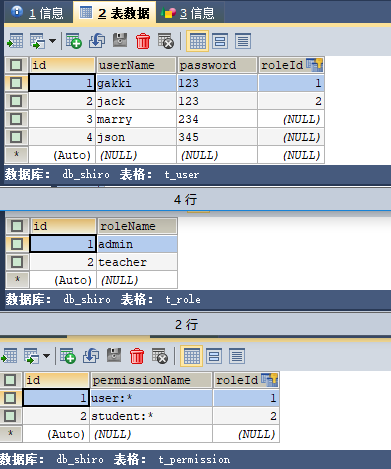 1 信息 2 表数据 3 信息
id userName password roleId
1 gakki 123 1
2 jack 123 2
3 marry 234 (NULL)
4 json 345 (NULL)
* (Auto) (NULL) (NULL) (NULL)
数据库: db_shiro 表格: t_user
4 行
id roleName
1 admin
2 teacher
* (Auto) (NULL)
数据库: db_shiro 表格: t_role
2 行
id permissionName roleId
1 user:* 1
2 student:* 2
* (Auto) (NULL) (NULL)
数据库: db_shiro 表格: t_permission